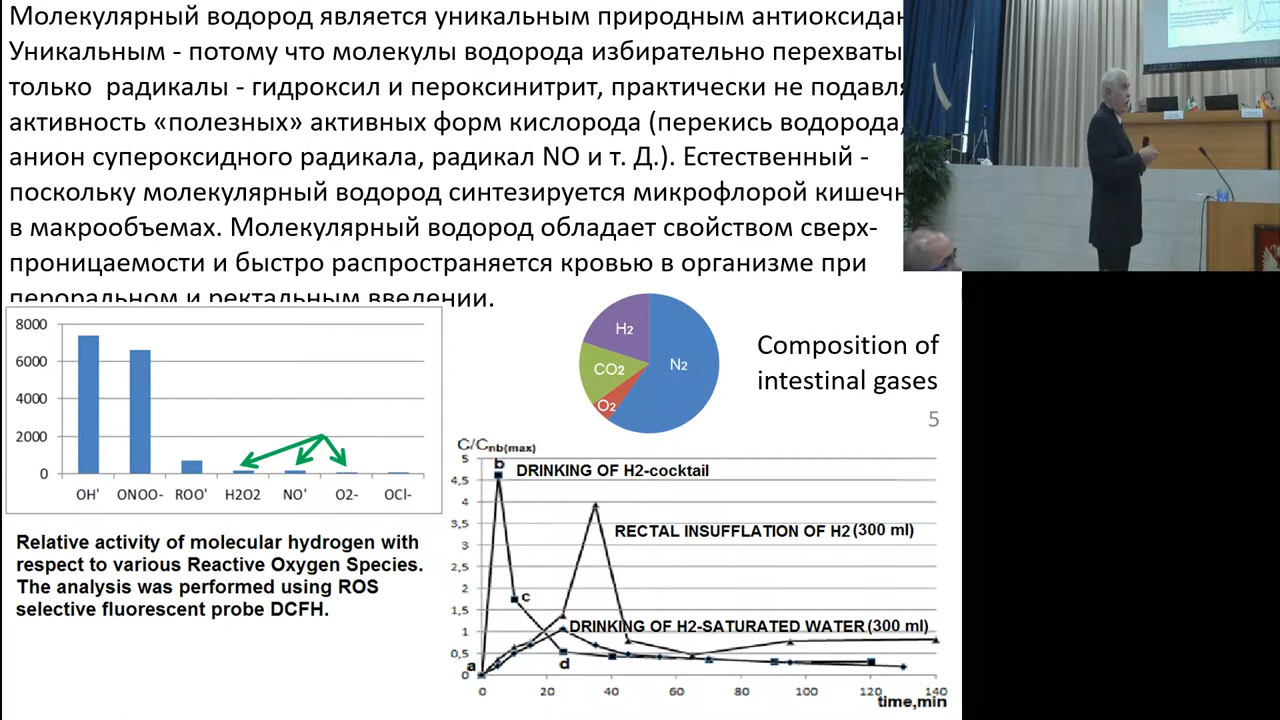 Молекулярный водород является уникальным природным
Уникальным - потому что молекулы водорода избирательно
только радикалы - гидроксил и пероксинитрит, практически не
активность «полезных» активных форм кислорода (перекись водорода,
анион супероксидного радикала, радикал NO и т. Д.). Естественный -
поскольку молекулярный водород синтезируется микрофлорой
в макрообъемах. Молекулярный водород обладает свойством сверх-
проницаемости и быстро распространяется кровью в организме при
пероральном и ректальным введении.
8000
6000
4000
2000
0
OH' ONOO- ROO' H2O2 NO' O2- OCl-
Relative activity of molecular hydrogen with
respect to various Reactive Oxygen Species.
The analysis was performed using ROS
selective fluorescent probe DCFH.
H2
N2
CO2
O2
Composition of
intestinal gases
5
C/Cnb(max)
5
4,5
4
3,5
3
2,5
2
1,5
1
0,5
0
b
DRINKING OF H2-cocktail
RECTAL INSUFFLATION OF H2 (300 ml)
c
DRINKING OF H2-SATURATED WATER (300 ml)
d
a
0 20 40 60 80 100 120 140
time,min